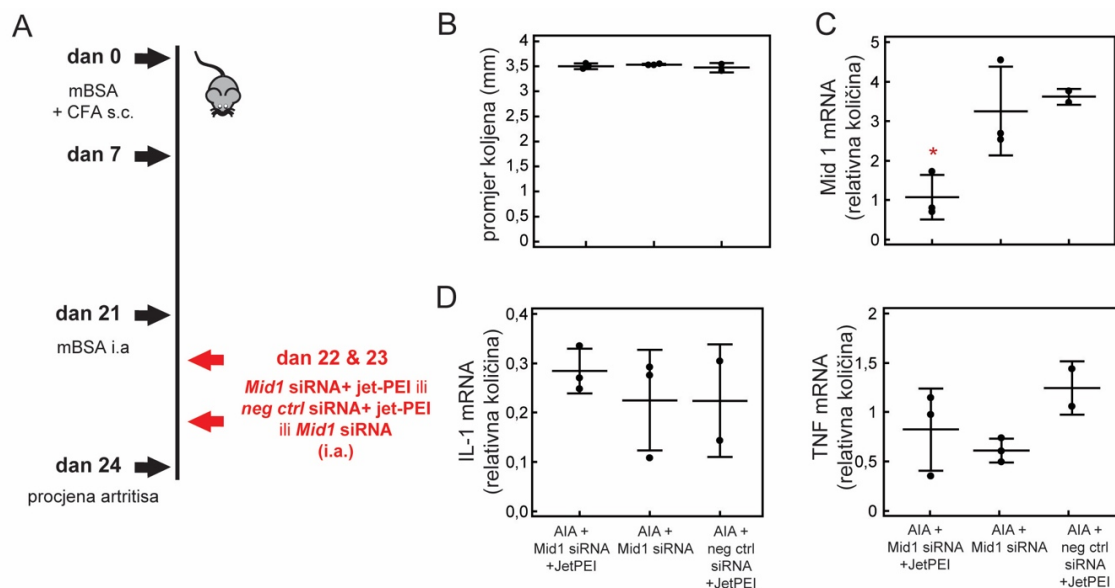 A
dan 0
mBSA
+ CFA s.c.
dan 7
dan 21
mBSA i.a
dan 22 & 23
Mid1 siRNA+ jet-PEI ili
neg ctrl siRNA+ jet-PEI
ili Mid1 siRNA
(i.a.)
dan 24
procjena artritisa
B
promjer koljena (mm)
4
3,5
3
2,5
2
1,5
1
0,5
0
C
Mid 1 mRNA
(relativna količina)
5
4
3
2
1
0
*
D
IL-1 mRNA
(relativna količina)
0,4
0,3
0,2
0,1
0,0
AIA +
Mid1 siRNA
+JetPEI
AIA +
Mid1 siRNA
AIA +
neg ctrl
siRNA
+JetPEI
TNF mRNA
(relativna količina)
2
1,5
1
0,5
0
AIA +
Mid1 siRNA
+JetPEI
AIA +
Mid1 siRNA
AIA +
neg ctrl
siRNA
+JetPEI